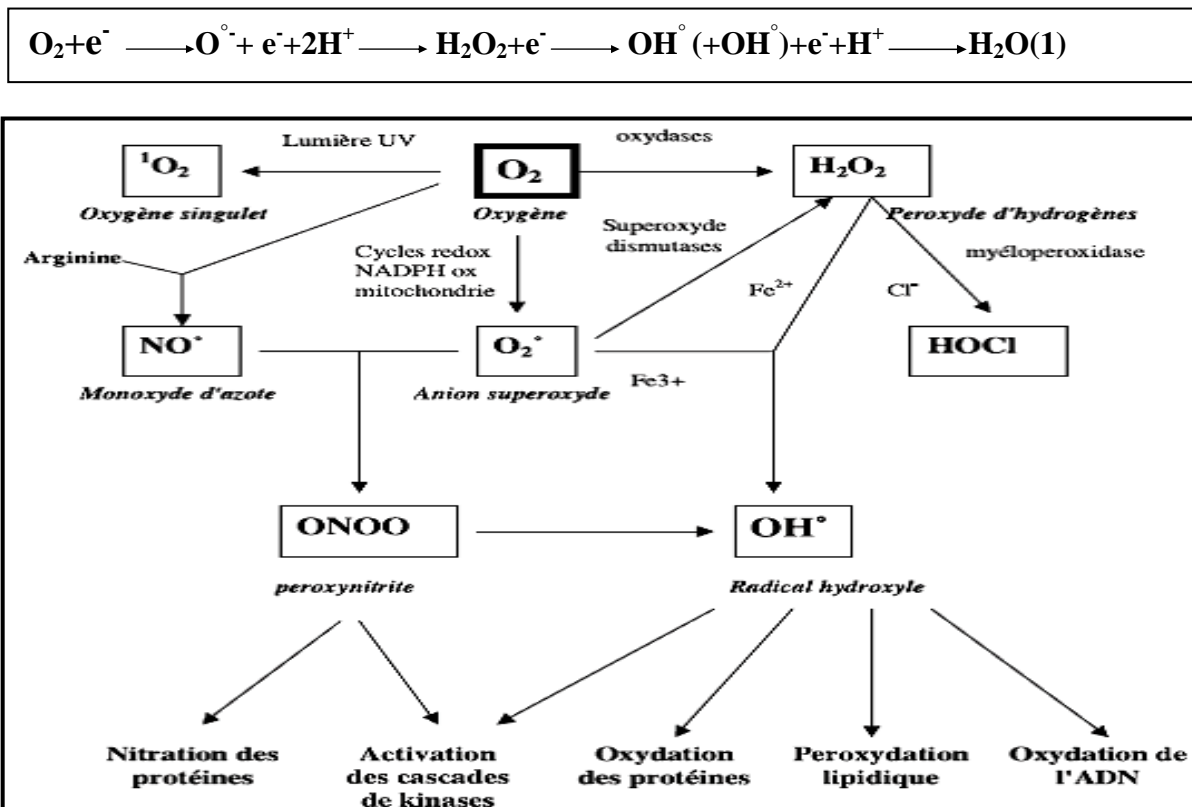 O₂+e⁻ ⟶ O°⁻+ e⁻+2H⁺ ⟶ H₂O₂+e⁻ ⟶ OH° (+OH°)+e⁻+H⁺ ⟶ H₂O(1)
Lumière UV
oxydases
¹O₂
O₂
H₂O₂
Oxygène singulet
Oxygène
Peroxyde d'hydrogènes
Superoxyde
dismutases
myéloperoxidase
Arginine
Cycles redox
NADPH ox
mitochondrie
Fe²⁺
Cl⁻
NO°
O₂°
HOCl
Monoxyde d'azote
Anion superoxyde
Fe3+
ONOO
OH°
peroxynitrite
Radical hydroxyle
Nitration des
protéines
Activation
des cascades
de kinases
Oxydation
des protéines
Peroxydation
lipidique
Oxydation de
l'ADN